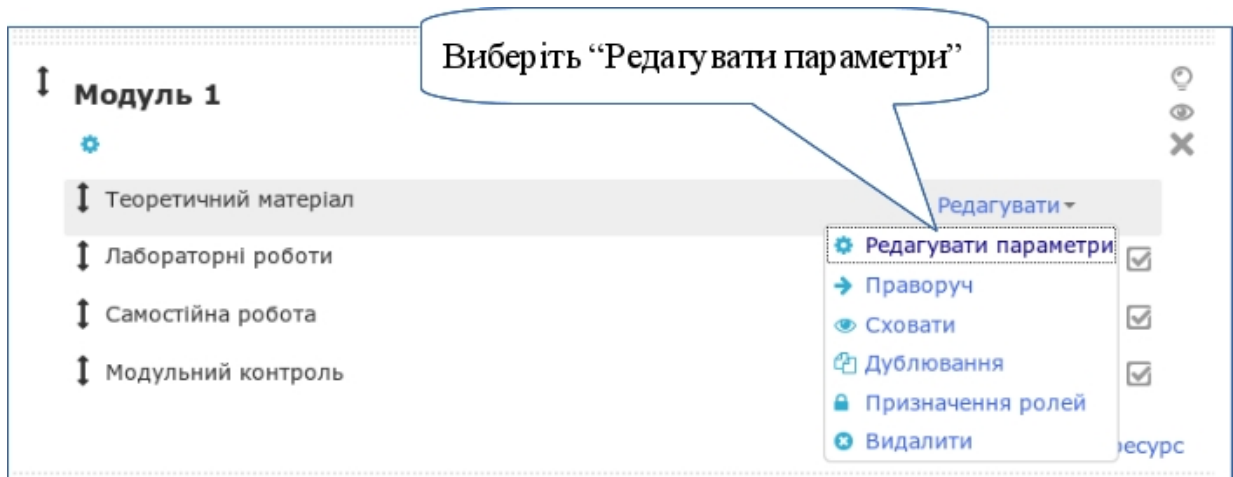 Виберіть “Редагувати параметри”
Модуль 1
Теоретичний матеріал
Редагувати
Лабораторні роботи
Редагувати параметри
Праворуч
Самостійна робота
Сховати
Дублювання
Модульний контроль
Призначення ролей
Видалити
ресурс